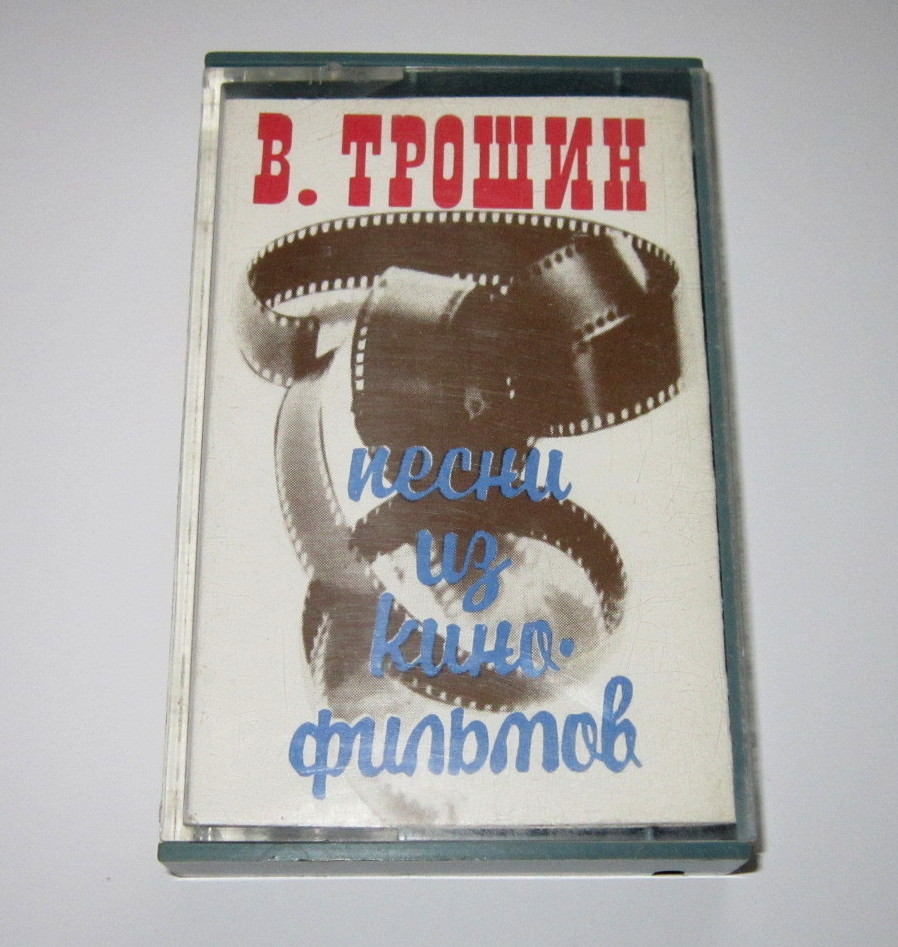 В. ТРОШИН
песни
из
кино-
фильмов